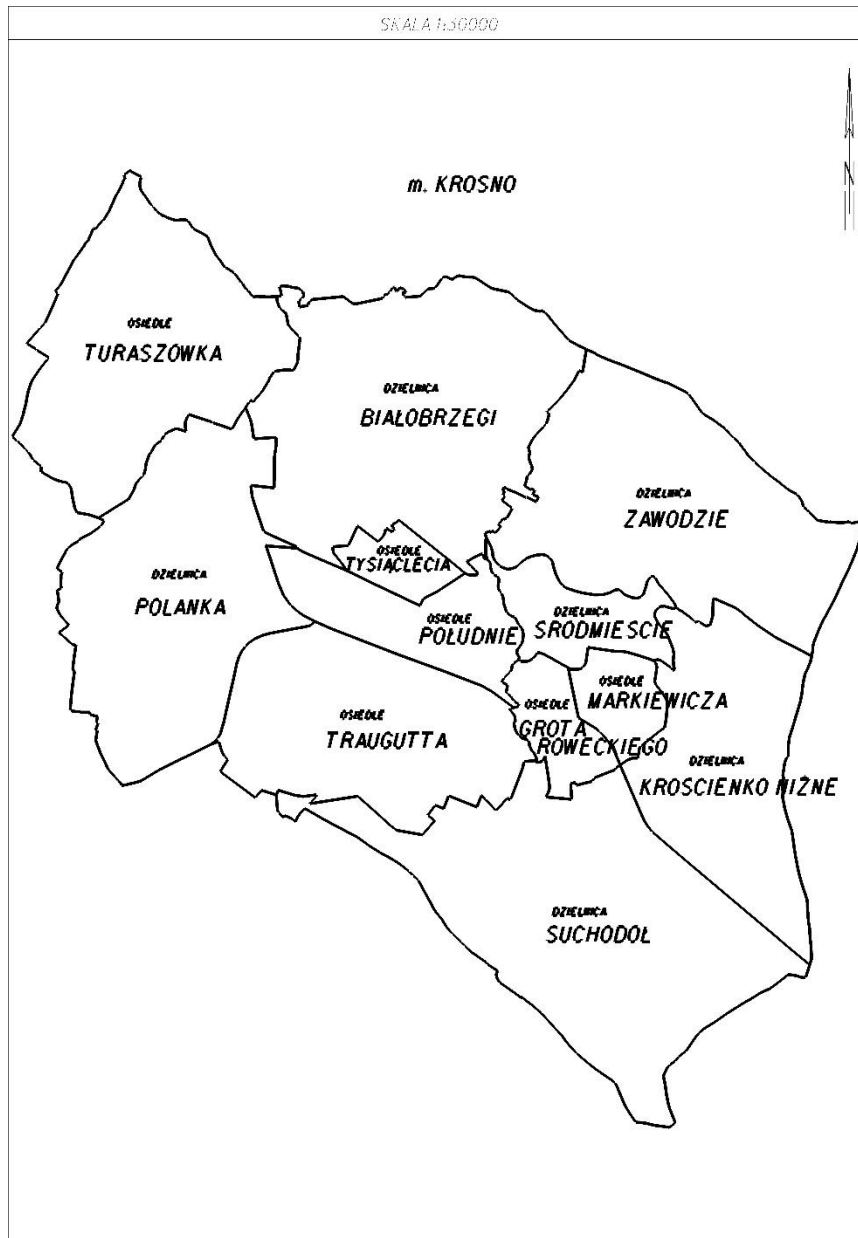 SKALA 1:30000
N
m. KROSNO
OSIEDLE
TURASZOWKA
DZIELNICA
BIAŁOBRZEGI
DZIELNICA
ZAWODZIE
OSIEDLE
TYSIĄCLECIA
DZIELNICA
POLANKA
DZIELNICA
SRODMIESCIE
OSIEDLE
POŁUDNIE
OSIEDLE
MARKIEWICZA
OSIEDLE
GROTA
ROWECKIEGO
OSIEDLE
TRAUGUTTA
DZIELNICA
KROSCIENKO NIŻNE
DZIELNICA
SUCHODOŁ